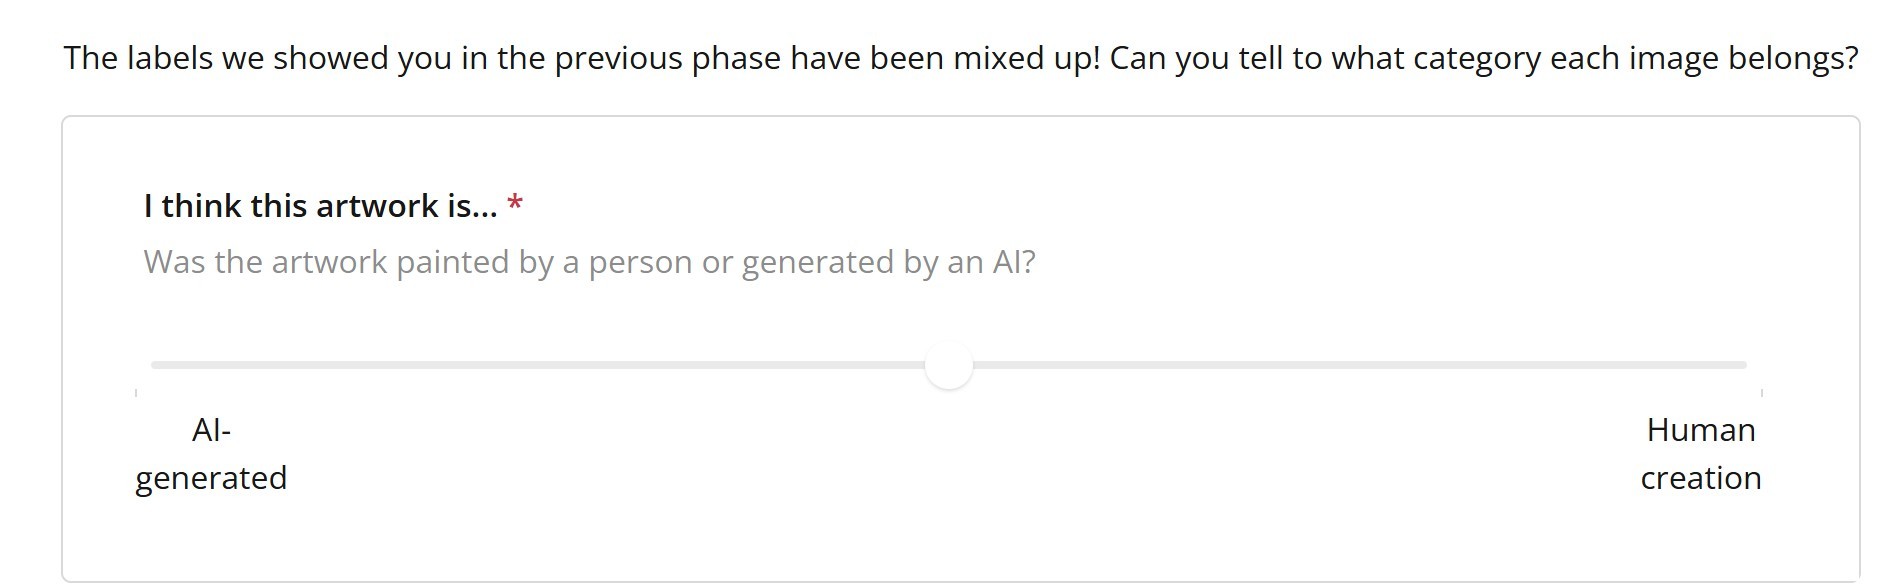 The labels we showed you in the previous phase have been mixed up! Can you tell to what category each image belongs?
I think this artwork is... *
Was the artwork painted by a person or generated by an AI?
AI-
generated
Human
creation